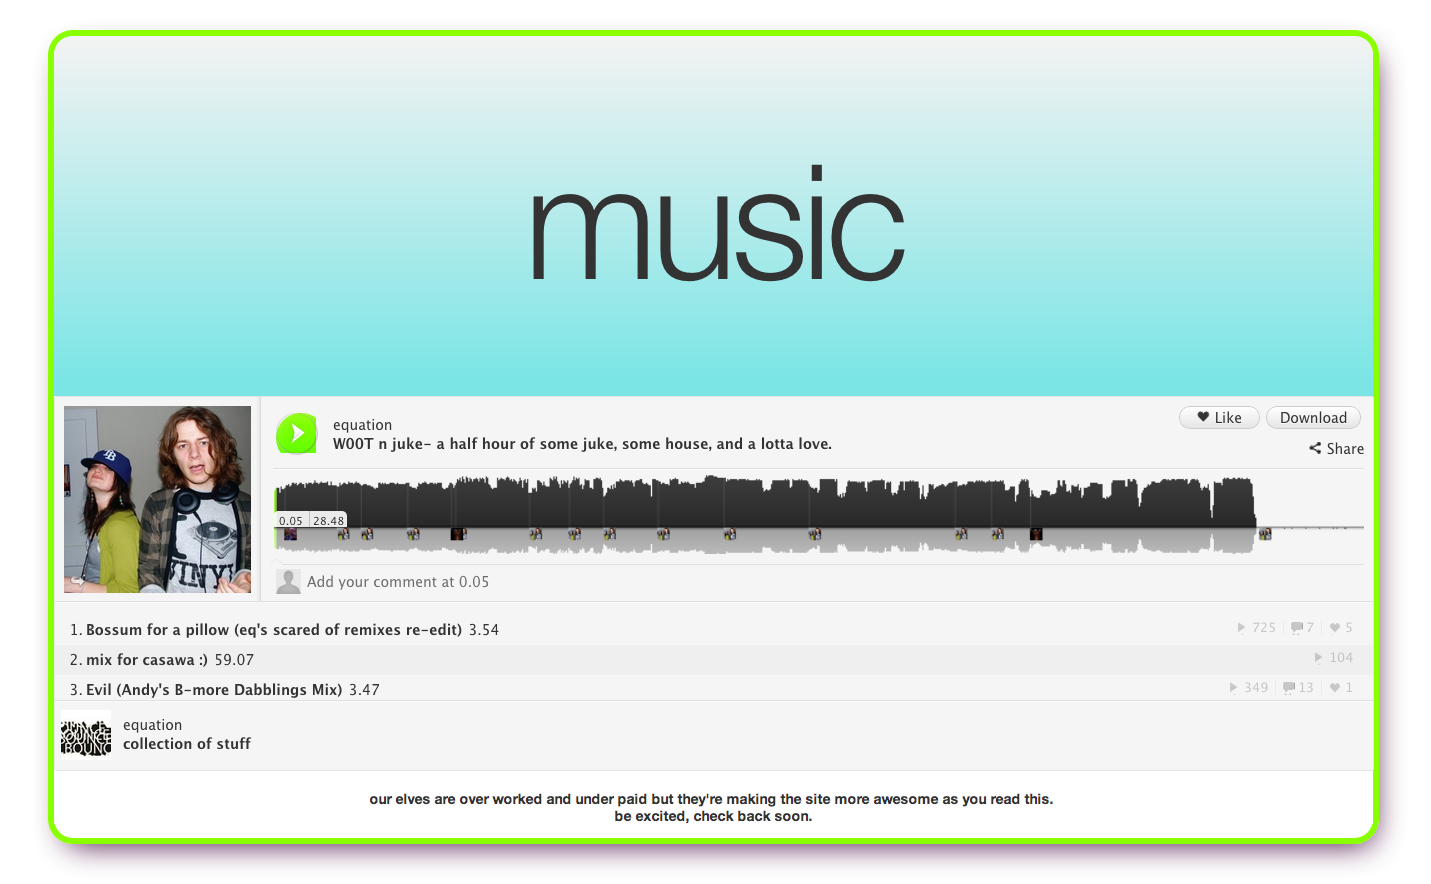 music
equation
W00T n juke- a half hour of some juke, some house, and a lotta love.
Like
Download
Share
0.05 28.48
Add your comment at 0.05
1. Bossum for a pillow (eq's scared of remixes re-edit) 3.54
725 7 5
2. mix for casawa :) 59.07
104
3. Evil (Andy's B-more Dabblings Mix) 3.47
349 13 1
equation
collection of stuff
our elves are over worked and under paid but they're making the site more awesome as you read this.
be excited, check back soon.